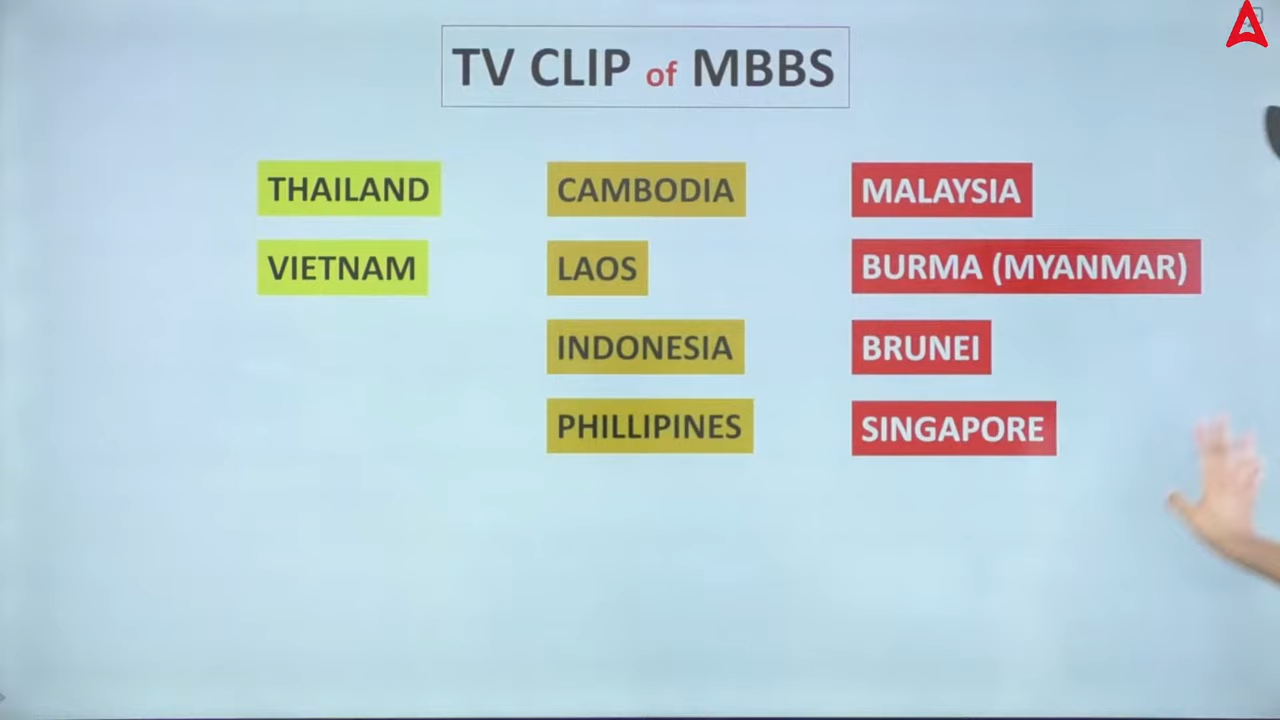 TV CLIP of MBBS
THAILAND
VIETNAM
CAMBODIA
LAOS
INDONESIA
PHILLIPINES
MALAYSIA
BURMA (MYANMAR)
BRUNEI
SINGAPORE